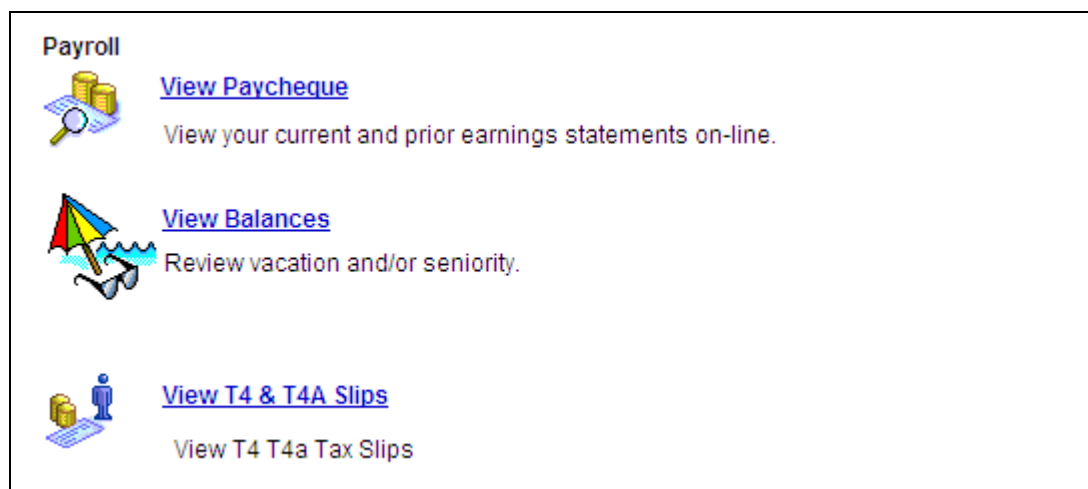 Payroll
View Paycheque
View your current and prior earnings statements on-line.
View Balances
Review vacation and/or seniority.
View T4 & T4A Slips
View T4 T4a Tax Slips